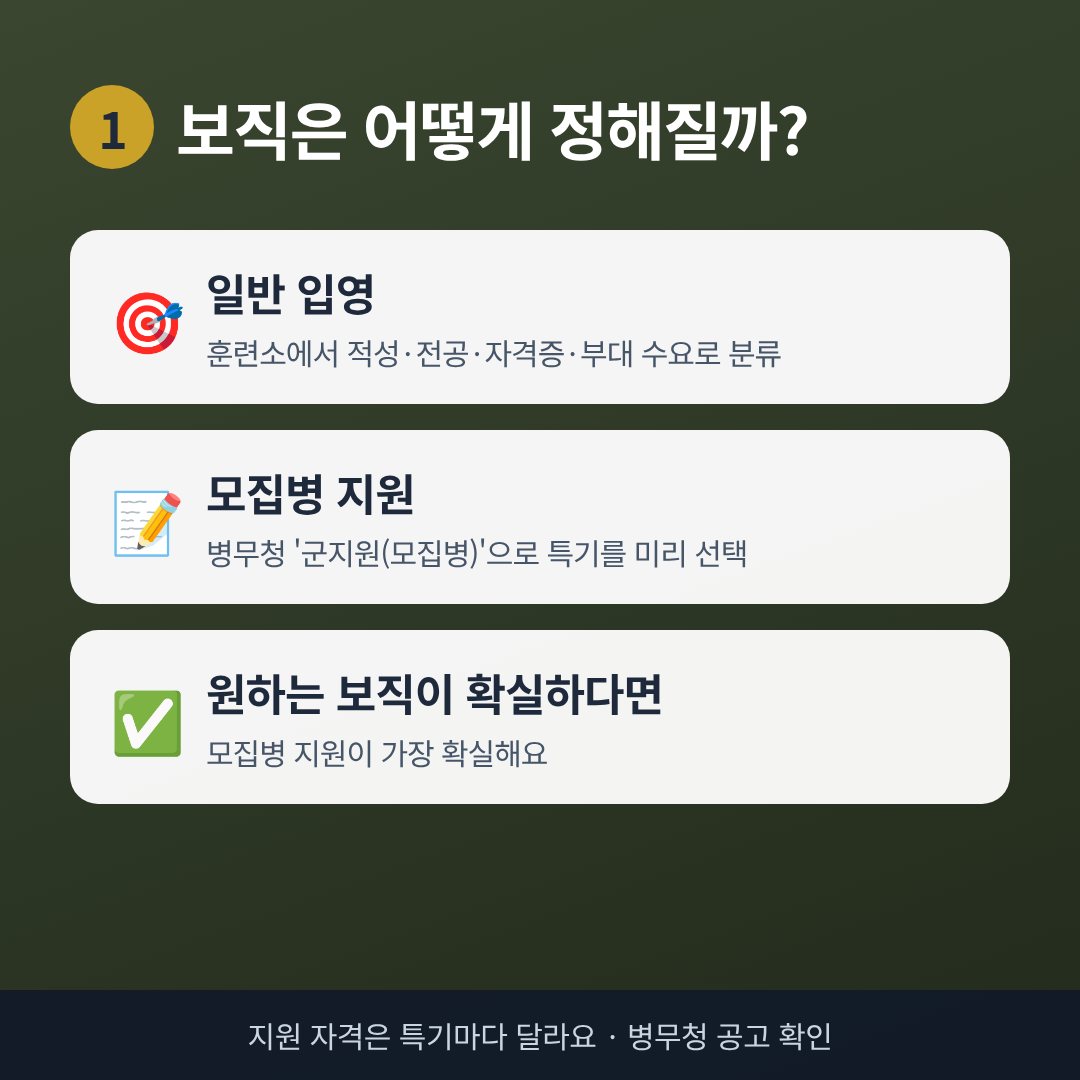 1 보직은 어떻게 정해질까?
일반 입영
훈련소에서 적성·전공·자격증·부대 수요로 분류
모집병 지원
병무청 '군지원(모집병)'으로 특기를 미리 선택
원하는 보직이 확실하다면
모집병 지원이 가장 확실해요
지원 자격은 특기마다 달라요 · 병무청 공고 확인